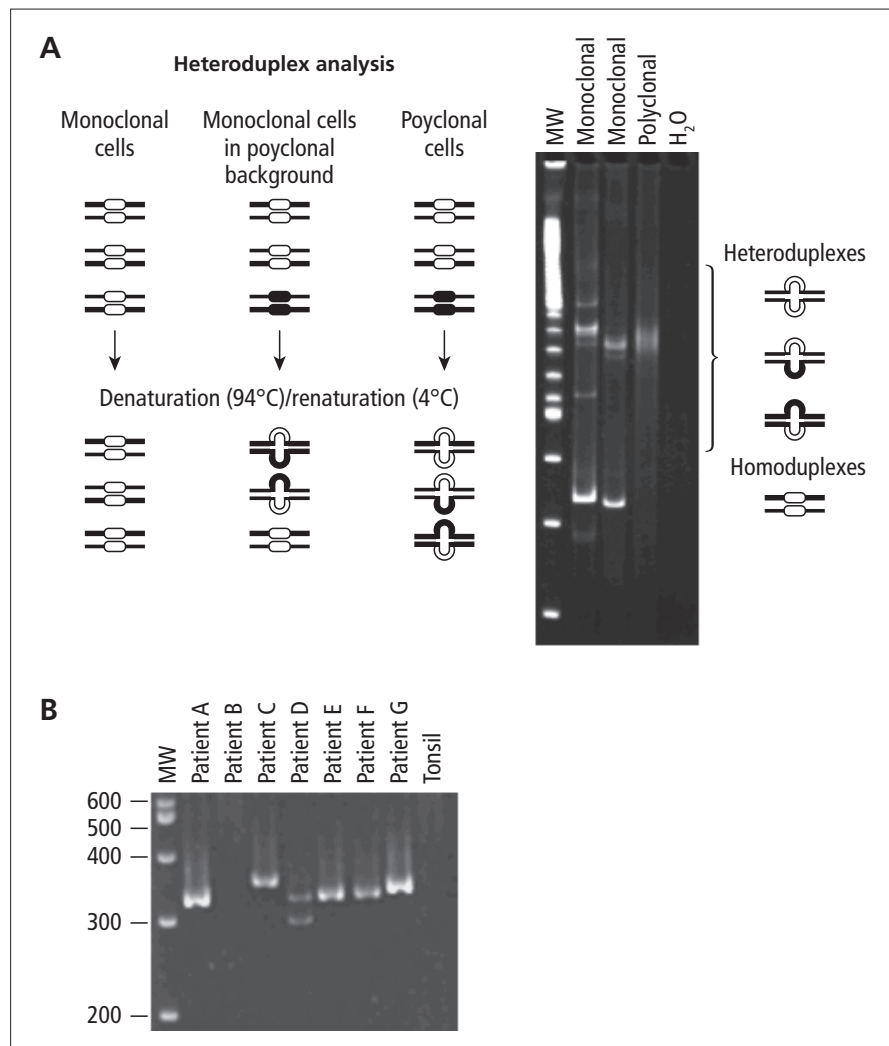 A
Heteroduplex analysis
Monoclonal
cells
Monoclonal cells
in poyclonal
background
Poyclonal
cells
Denaturation (94°C)/renaturation (4°C)
MW
Monoclonal
Monoclonal
Polyclonal
H₂O
Heteroduplexes
Homoduplexes
B
MW
Patient A
Patient B
Patient C
Patient D
Patient E
Patient F
Patient G
Tonsil
600 —
500 —
400 —
300 —
200 —